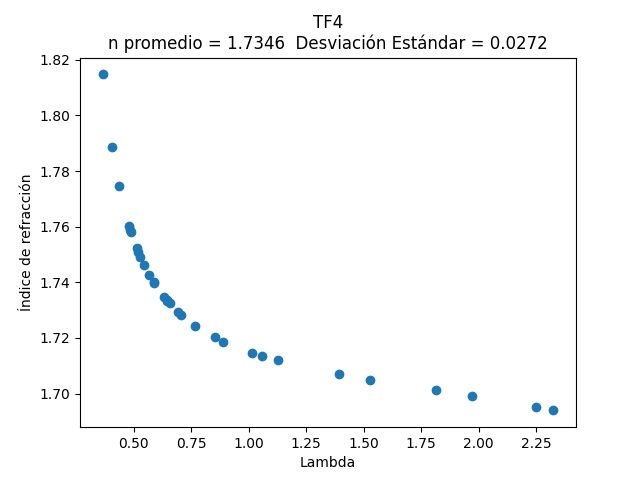 TF4
n promedio = 1.7346  Desviación Estándar = 0.0272
1.82
1.80
1.78
1.76
1.74
1.72
1.70
Índice de refracción
0.50 0.75 1.00 1.25 1.50 1.75 2.00 2.25
Lambda